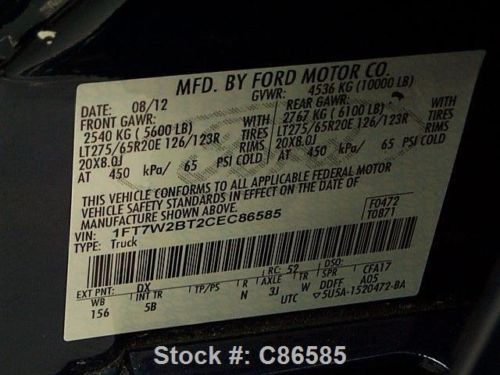 MFD. BY FORD MOTOR CO.
DATE: 08/12 GVWR: 4536 KG (10000 LB)
FRONT GAWR: REAR GAWR:
2540 KG ( 5600 LB) WITH 2767 KG ( 6100 LB) WITH
LT275/65R20E 126/123R TIRES LT275/65R20E 126/123R TIRES
20X8.0J RIMS 20X8.0J RIMS
AT 450 kPa/ 65 PSI COLD AT 450 kPa/ 65 PSI COLD
THIS VEHICLE CONFORMS TO ALL APPLICABLE FEDERAL MOTOR
VEHICLE SAFETY STANDARDS IN EFFECT ON THE DATE OF
MANUFACTURE SHOWN ABOVE.
VIN: 1FT7W2BT2CEC86585 F0472
TYPE: Truck T0871
EXT PNT: DX RC: 52 DSO: CFA17
WB INT TR TP/PS R AXLE TR SPR A05
156 5B N 3J W DDFF
UTC 5U5A-1520472-BA
Stock #: C86585